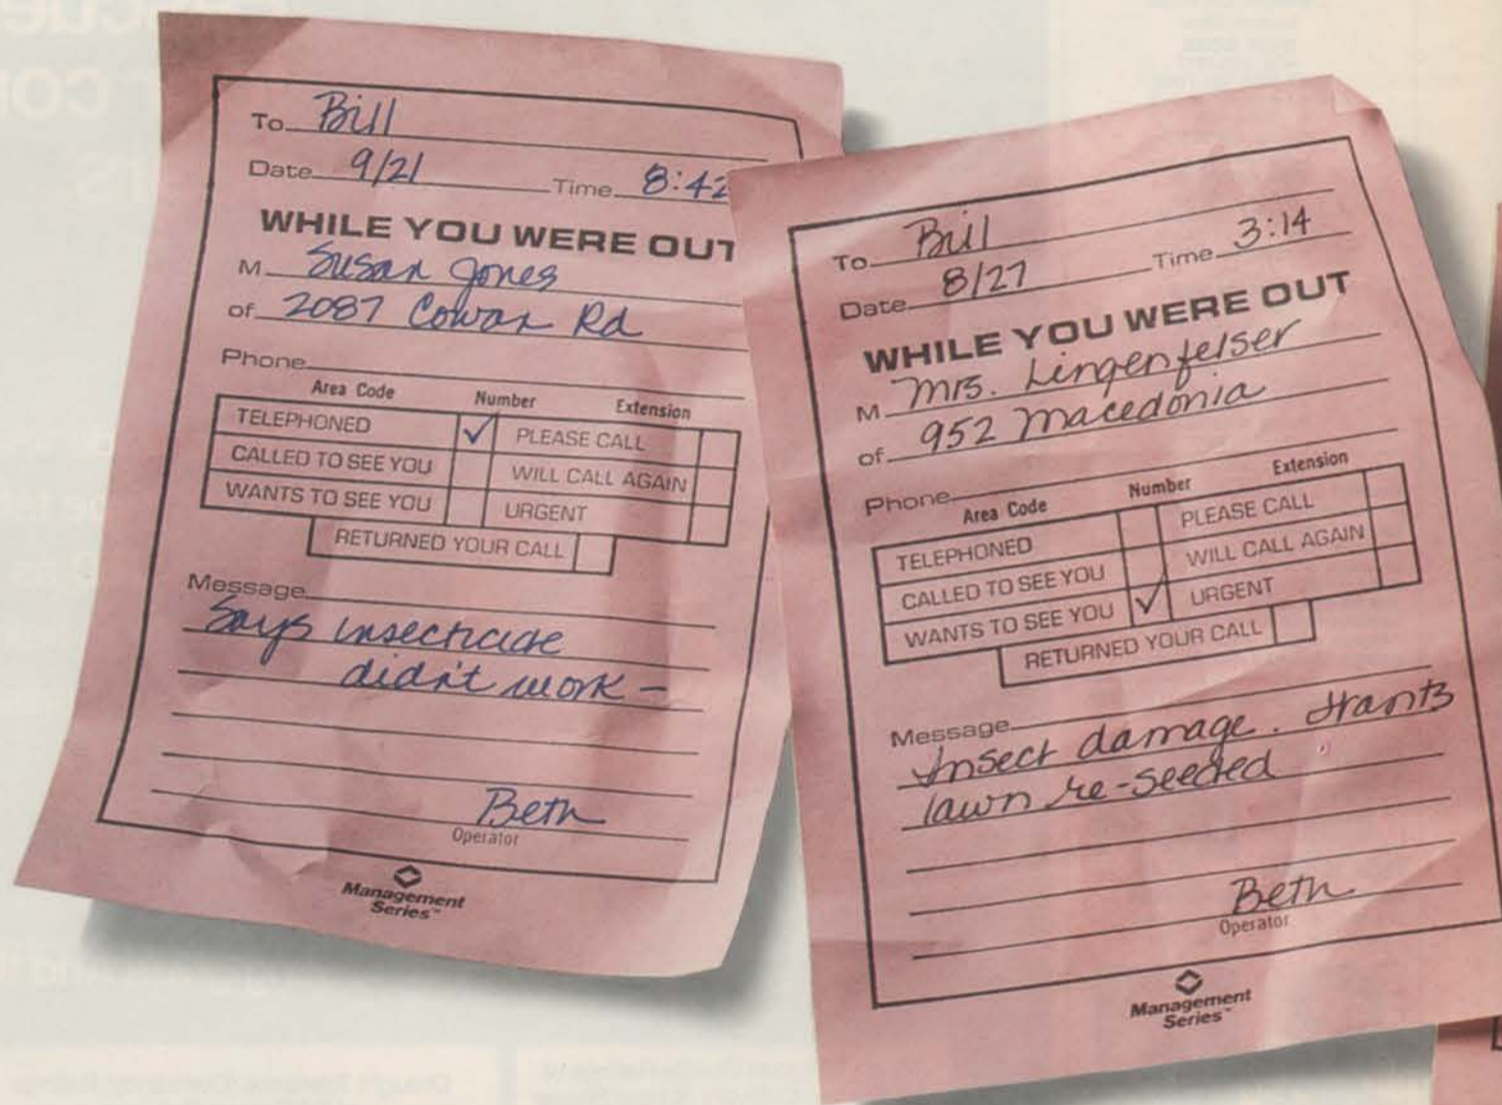 To Bill
Date 9/21 Time 8:42
WHILE YOU WERE OUT
M Susan Jones
of 2087 Cowan Rd
Phone
Area Code Number Extension
TELEPHONED ✓ PLEASE CALL
CALLED TO SEE YOU WILL CALL AGAIN
WANTS TO SEE YOU URGENT
RETURNED YOUR CALL
Message
Says insecticide
didn't work -
Beth
Operator
Management
Series™
To Bill
Date 8/27 Time 3:14
WHILE YOU WERE OUT
M Mrs. Lingenfelser
of 952 Macedonia
Phone
Area Code Number Extension
TELEPHONED PLEASE CALL
CALLED TO SEE YOU WILL CALL AGAIN
WANTS TO SEE YOU ✓ URGENT
RETURNED YOUR CALL
Message
Insect damage. Wants
lawn re-seeded
Beth
Operator
Management
Series™